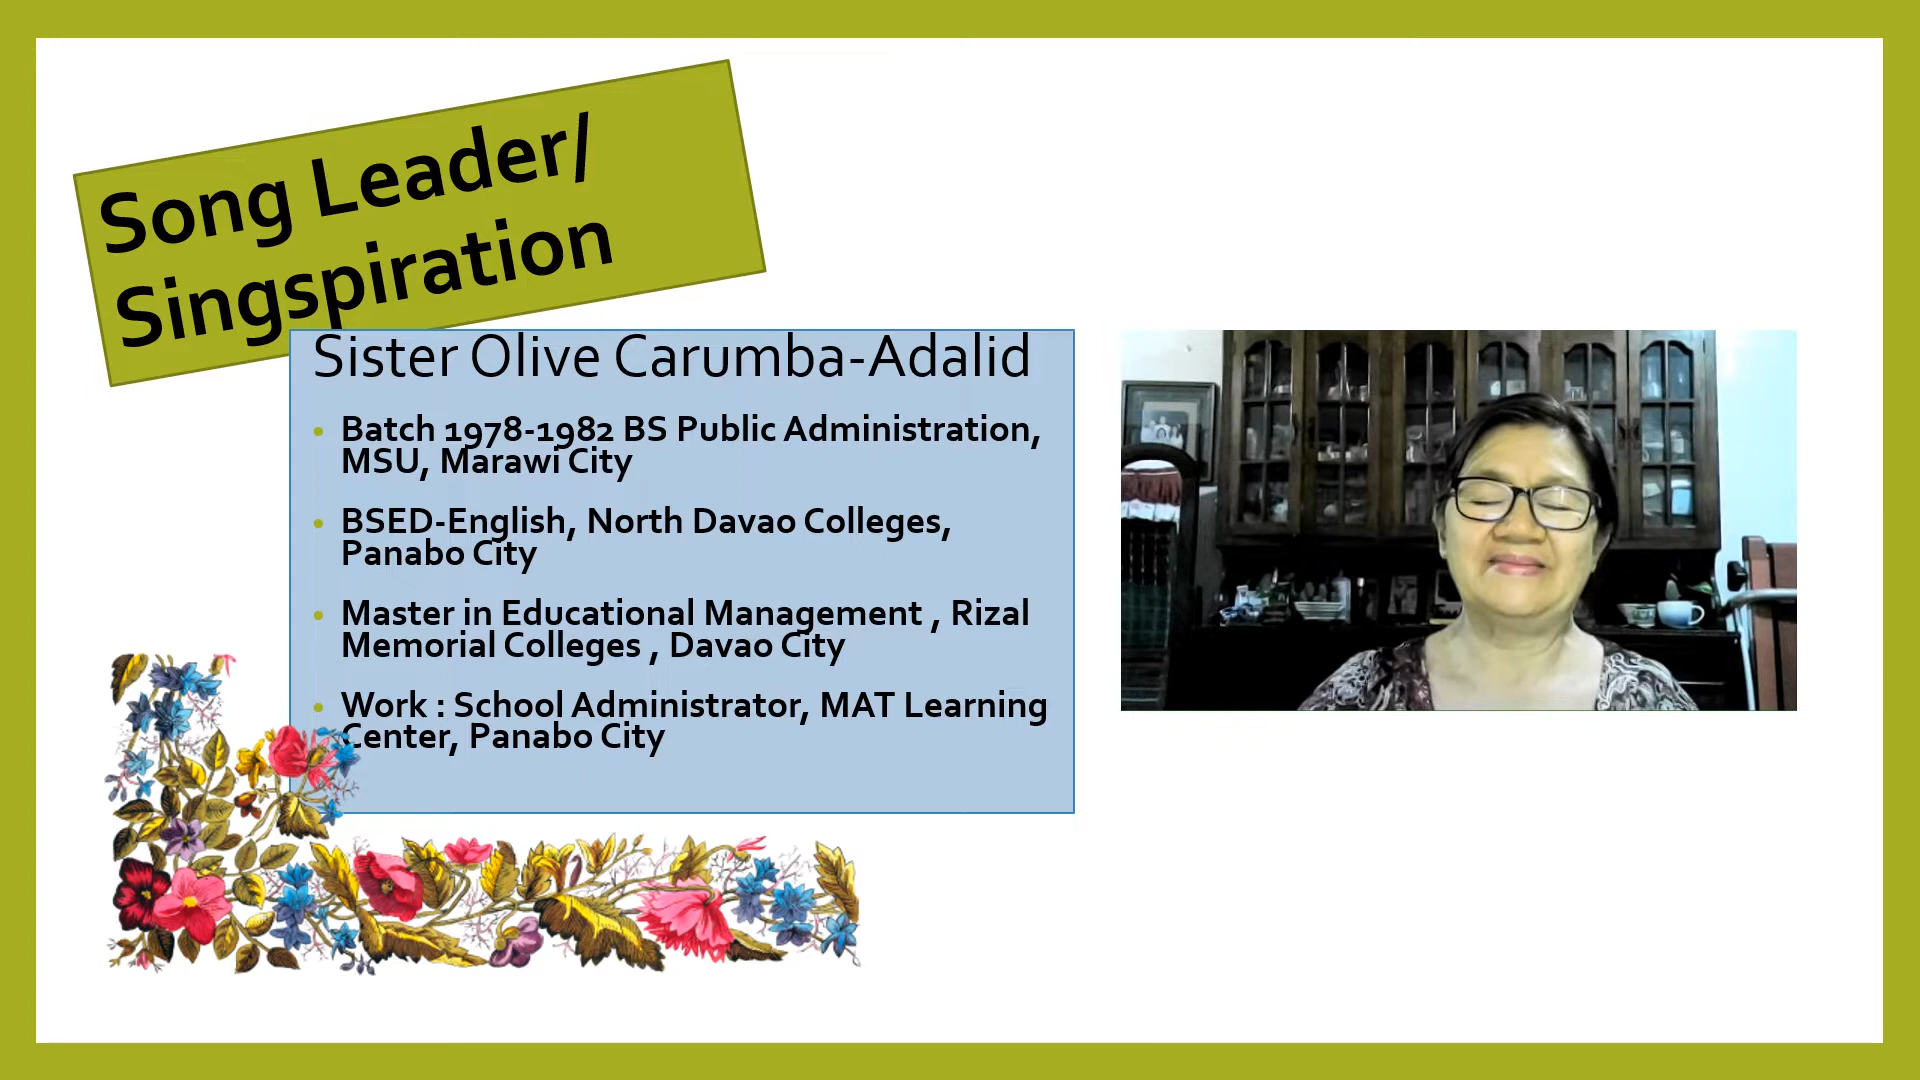 Song Leader/
Singspiration
Sister Olive Carumba-Adalid
• Batch 1978-1982 BS Public Administration,
MSU, Marawi City
• BSED-English, North Davao Colleges,
Panabo City
• Master in Educational Management , Rizal
Memorial Colleges , Davao City
• Work : School Administrator, MAT Learning
Center, Panabo City